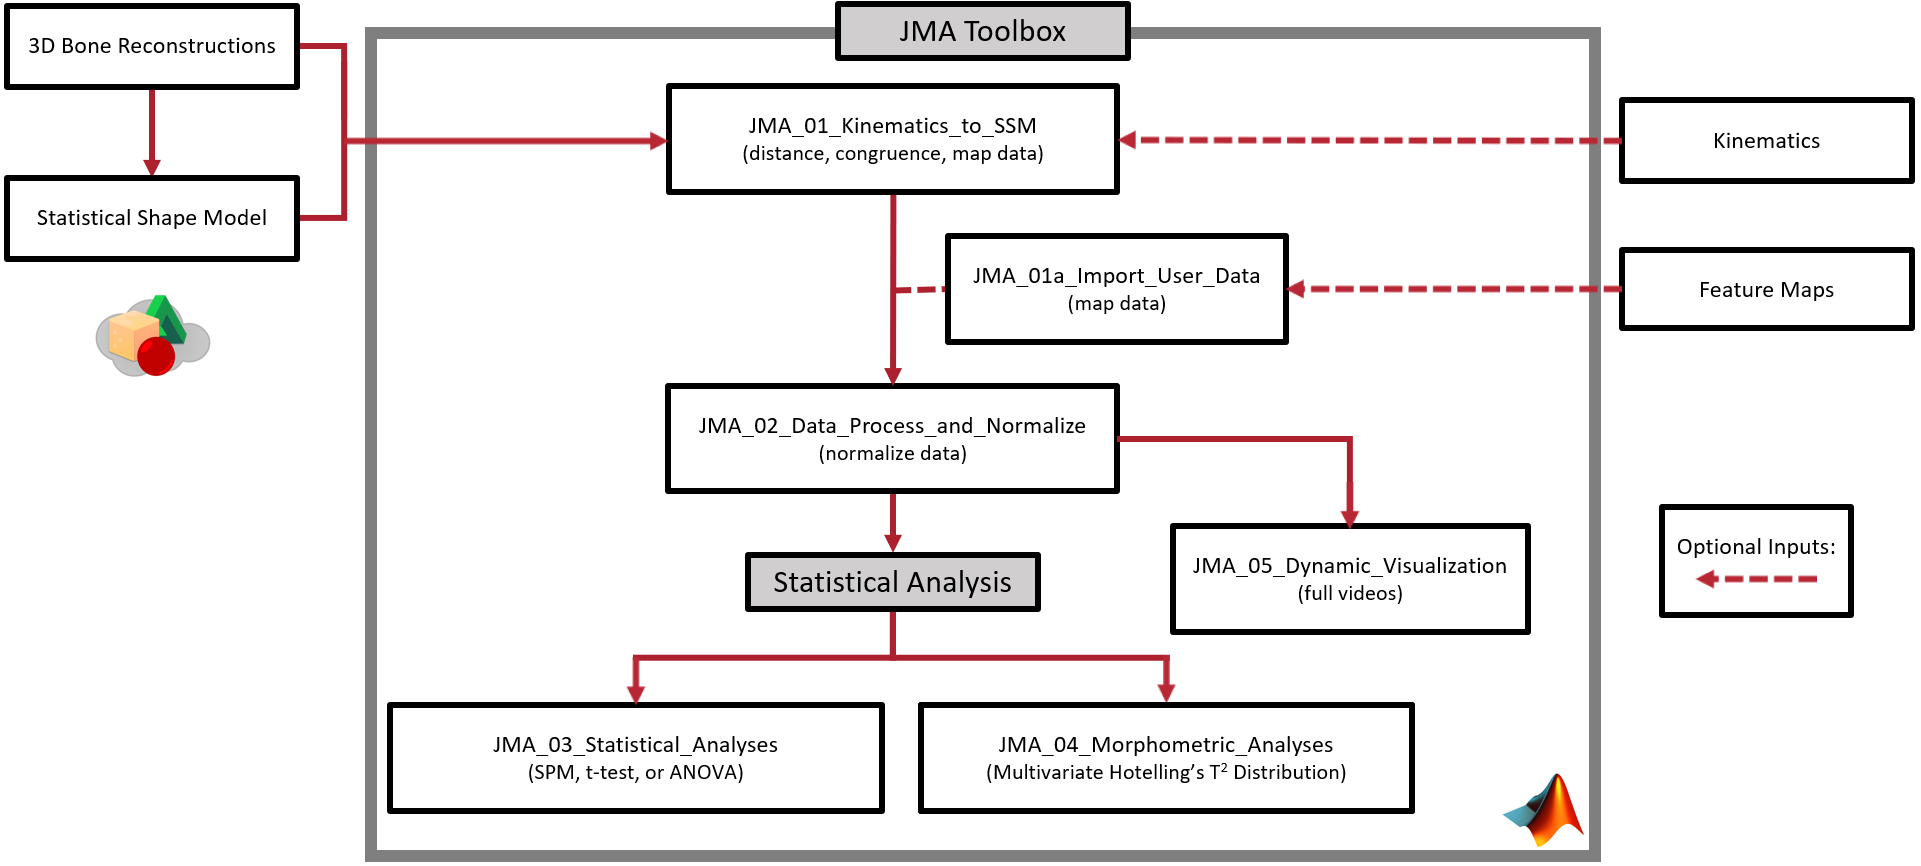 JMA Toolbox
3D Bone Reconstructions
Statistical Shape Model
JMA_01_Kinematics_to_SSM
(distance, congruence, map data)
Kinematics
JMA_01a_Import_User_Data
(map data)
Feature Maps
JMA_02_Data_Process_and_Normalize
(normalize data)
Optional Inputs:
JMA_05_Dynamic_Visualization
(full videos)
Statistical Analysis
JMA_03_Statistical_Analyses
(SPM, t-test, or ANOVA)
JMA_04_Morphometric_Analyses
(Multivariate Hotelling’s T² Distribution)